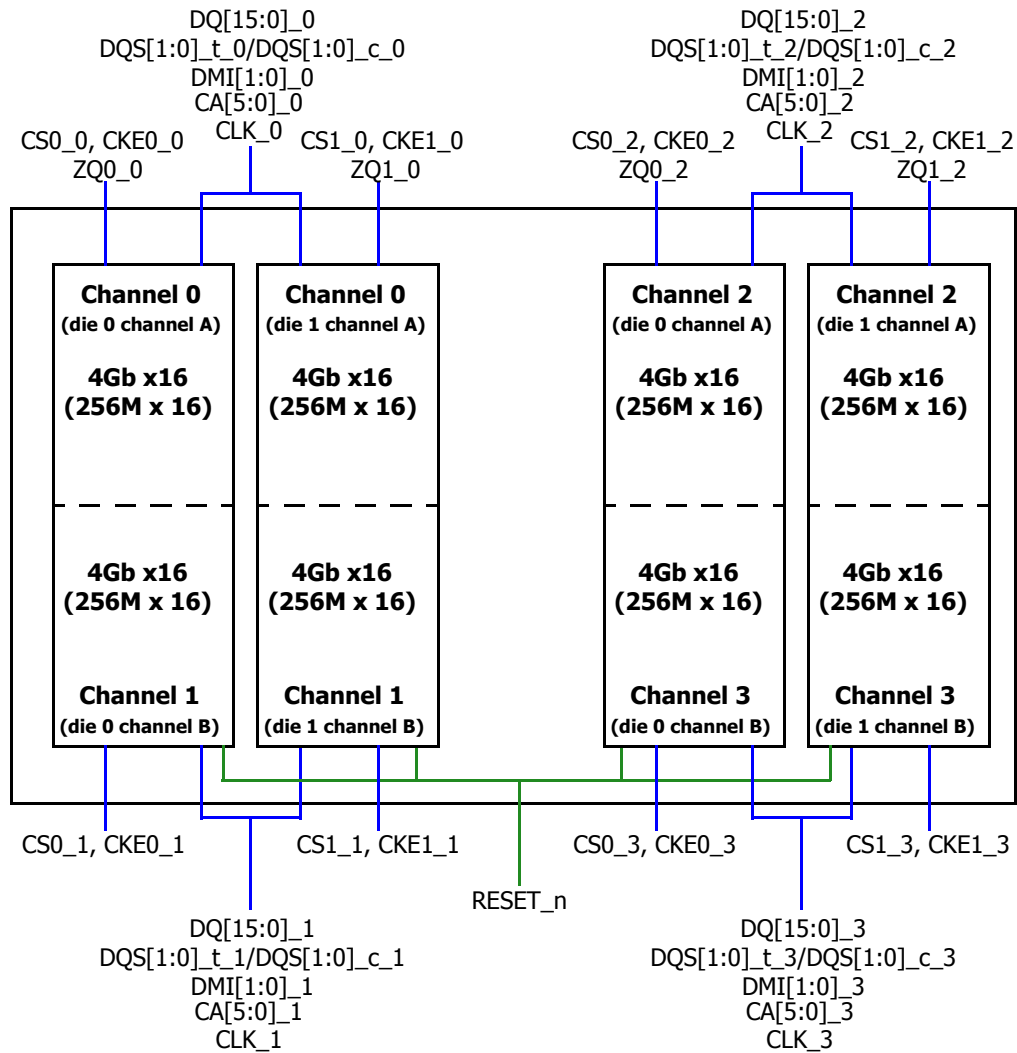 DQ[15:0]_0
DQS[1:0]_t_0/DQS[1:0]_c_0
DMI[1:0]_0
CA[5:0]_0
CLK_0
CS0_0, CKE0_0
ZQ0_0
CS1_0, CKE1_0
ZQ1_0
DQ[15:0]_2
DQS[1:0]_t_2/DQS[1:0]_c_2
DMI[1:0]_2
CA[5:0]_2
CLK_2
CS0_2, CKE0_2
ZQ0_2
CS1_2, CKE1_2
ZQ1_2
Channel 0
(die 0 channel A)
4Gb x16
(256M x 16)
4Gb x16
(256M x 16)
Channel 1
(die 0 channel B)
Channel 0
(die 1 channel A)
4Gb x16
(256M x 16)
4Gb x16
(256M x 16)
Channel 1
(die 1 channel B)
Channel 2
(die 0 channel A)
4Gb x16
(256M x 16)
4Gb x16
(256M x 16)
Channel 3
(die 0 channel B)
Channel 2
(die 1 channel A)
4Gb x16
(256M x 16)
4Gb x16
(256M x 16)
Channel 3
(die 1 channel B)
CS0_1, CKE0_1
CS1_1, CKE1_1
CS0_3, CKE0_3
CS1_3, CKE1_3
RESET_n
DQ[15:0]_1
DQS[1:0]_t_1/DQS[1:0]_c_1
DMI[1:0]_1
CA[5:0]_1
CLK_1
DQ[15:0]_3
DQS[1:0]_t_3/DQS[1:0]_c_3
DMI[1:0]_3
CA[5:0]_3
CLK_3